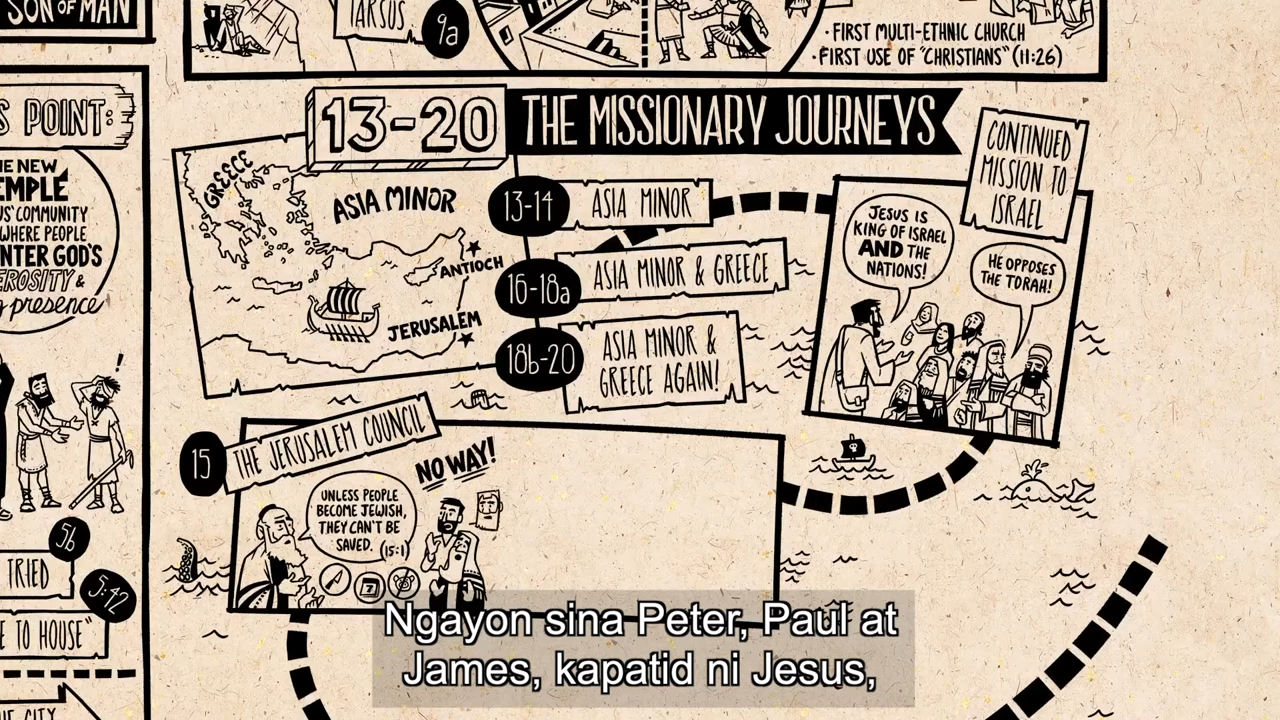 SON OF MAN
TARSUS
9a
· FIRST MULTI-ETHNIC CHURCH
· FIRST USE OF "CHRISTIANS" (11:26)
POINT:
NEW
COMMUNITY
WHERE PEOPLE
GOD'S
&
presence
!
5b
TRIED
5:42
TO HOUSE"
CITY
13-20
THE MISSIONARY JOURNEYS
GREECE
ASIA MINOR
ANTIOCH
JERUSALEM
13-14
ASIA MINOR
16-18a
ASIA MINOR & GREECE
18b-20
ASIA MINOR &
GREECE AGAIN!
CONTINUED
MISSION TO
ISRAEL
JESUS IS
KING OF ISRAEL
AND THE
NATIONS!
HE OPPOSES
THE TORAH!
15
THE JERUSALEM COUNCIL
UNLESS PEOPLE
BECOME JEWISH,
THEY CAN'T BE
SAVED. (15:1)
7
NO WAY!
Ngayon sina Peter, Paul at
James, kapatid ni Jesus,